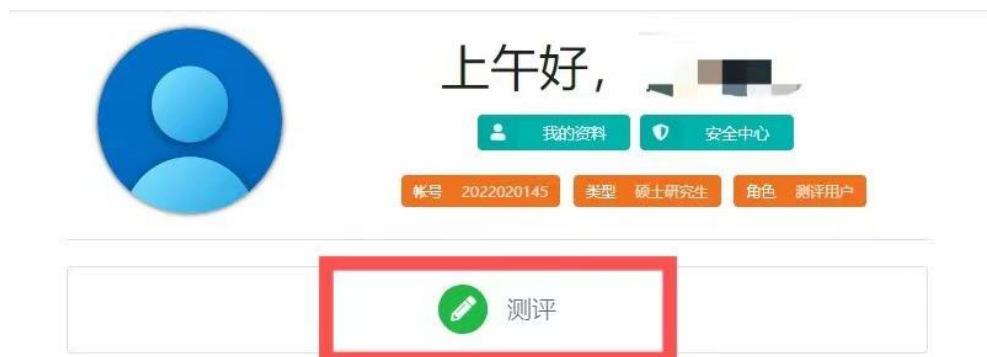 上午好，
我的资料 安全中心
帐号 2022020145 类型 硕士研究生 角色 测评用户
测评